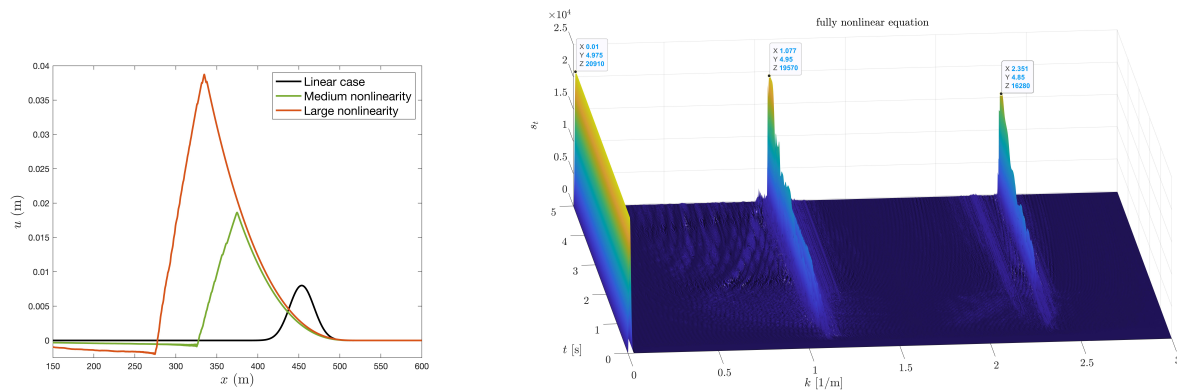 0.04
0.035
0.03
0.025
0.02
0.015
0.01
0.005
0
u (m)
150 200 250 300 350 400 450 500 550 600
x (m)
Linear case
Medium nonlinearity
Large nonlinearity
fully nonlinear equation
×10⁴
2.5
2
1.5
1
0.5
0
s_t
X 0.01
Y 4.975
Z 20910
X 1.077
Y 4.95
Z 19570
X 2.351
Y 4.85
Z 16280
5
4
3
2
1
0
t [s]
0 0.5 1 1.5 2 2.5 3
k [1/m]